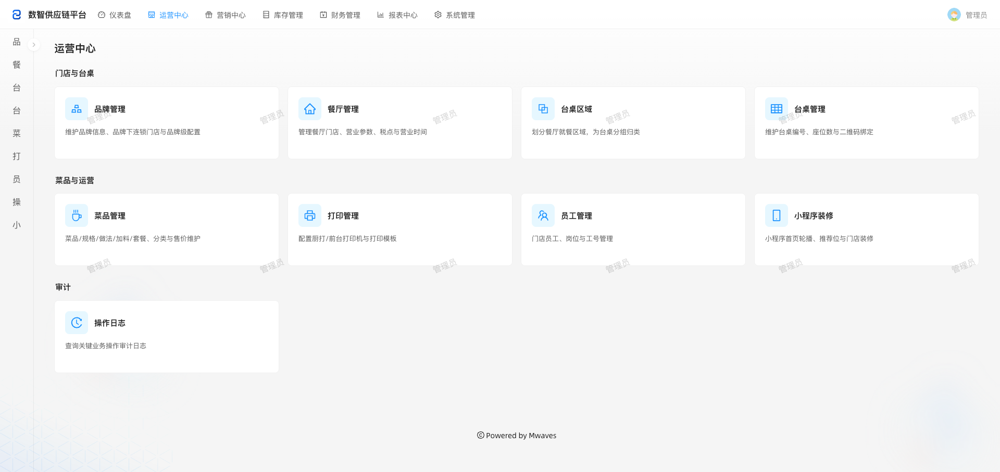 数智供应链平台 仪表盘 运营中心 营销中心 库存管理 财务管理 报表中心 系统管理 管理员
品
餐
台
台
菜
打
员
操
小
运营中心
门店与台桌
品牌管理
维护品牌信息、品牌下连锁门店与品牌级配置
餐厅管理
管理餐厅门店、营业参数、税点与营业时间
台桌区域
划分餐厅就餐区域，为台桌分组归类
台桌管理
维护台桌编号、座位数与二维码绑定
管理员 管理员 管理员 管理员 管理员 管理员
菜品与运营
菜品管理
菜品/规格/做法/加料/套餐、分类与售价维护
打印管理
配置厨打/前台打印机与打印模板
员工管理
门店员工、岗位与工号管理
小程序装修
小程序首页轮播、推荐位与门店装修
管理员 管理员 管理员 管理员 管理员 管理员
审计
操作日志
查询关键业务操作审计日志
© Powered by Mwaves